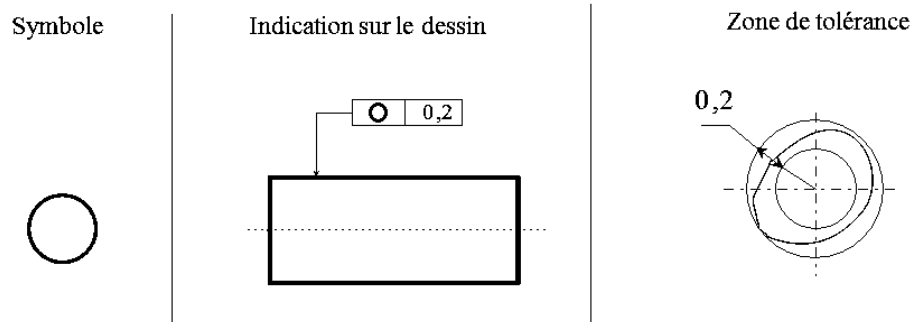 Symbole
Indication sur le dessin
Zone de tolérance
0,2
0,2